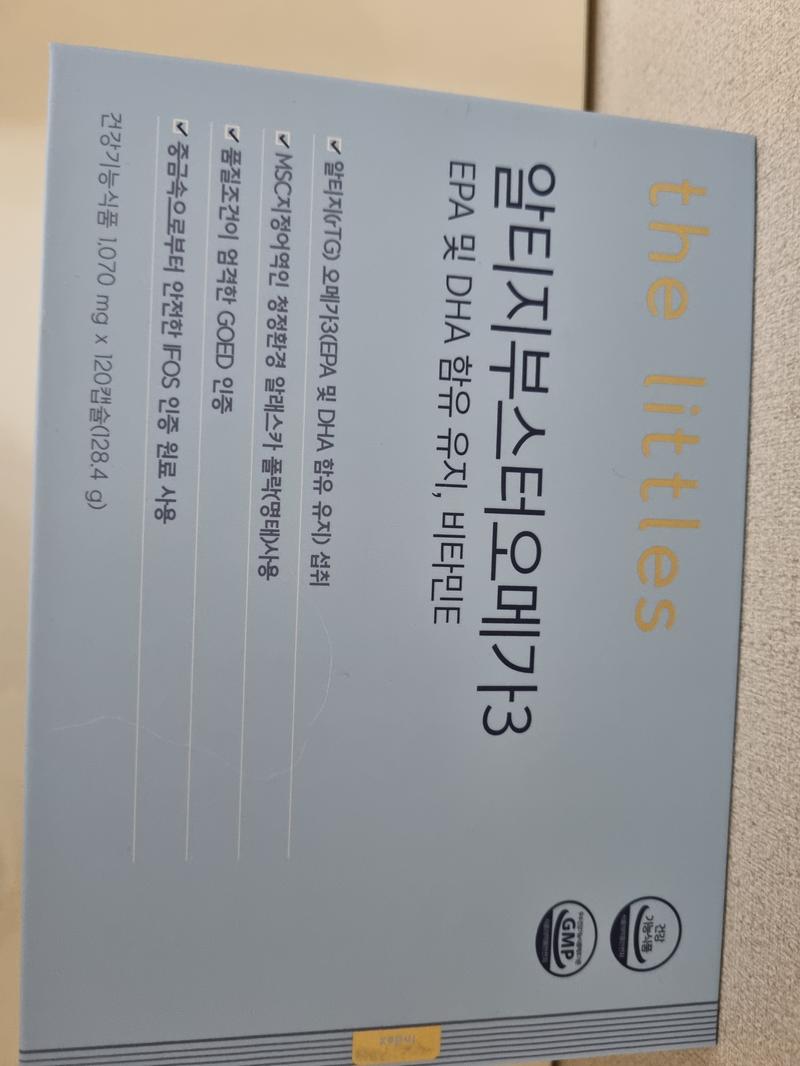 the littles
알티지부스터오메가3
EPA 및 DHA 함유 유지, 비타민E
알티지(rTG) 오메가3(EPA 및 DHA 함유 유지) 섭취
MSC지정어역인 청정환경 알래스카 폴락(명태)사용
품질조건이 엄격한 GOED 인증
중금속으로부터 안전한 IFOS 인증 원료 사용
건강기능식품 1,070 mg x 120캡슐(128.4 g)
건강
기능식품
GMP
index